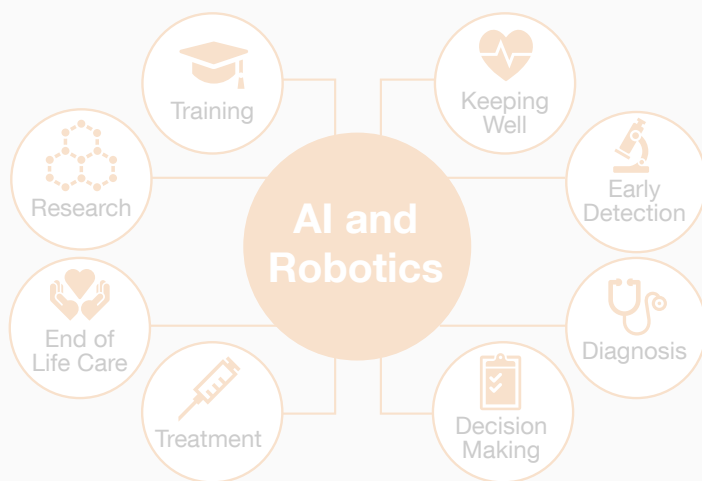 AI and
Robotics
Training
Keeping
Well
Research
Early
Detection
End of
Life Care
Diagnosis
Treatment
Decision
Making